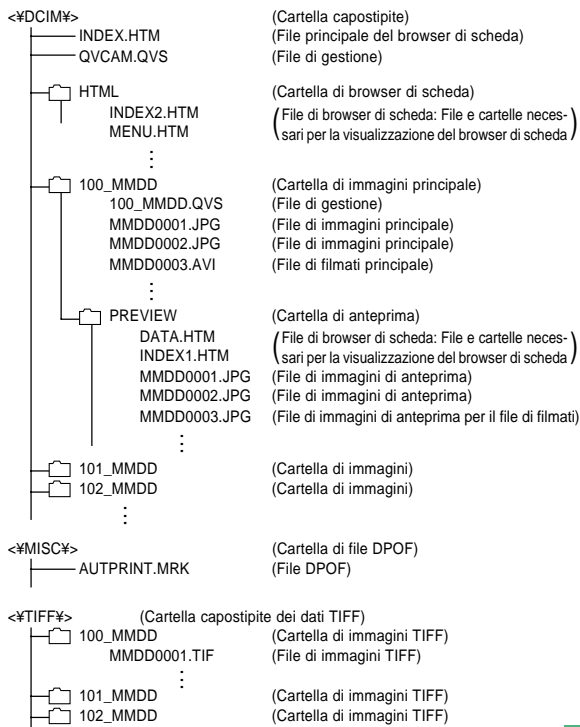 <¥DCIM¥> (Cartella capostipite)
INDEX.HTM (File principale del browser di scheda)
QVCAM.QVS (File di gestione)
HTML (Cartella di browser di scheda)
INDEX2.HTM (File di browser di scheda: File e cartelle neces-
MENU.HTM sari per la visualizzazione del browser di scheda)
100_MMDD (Cartella di immagini principale)
100_MMDD.QVS (File di gestione)
MMDD0001.JPG (File di immagini principale)
MMDD0002.JPG (File di immagini principale)
MMDD0003.AVI (File di filmati principale)
PREVIEW (Cartella di anteprima)
DATA.HTM (File di browser di scheda: File e cartelle neces-
INDEX1.HTM sari per la visualizzazione del browser di scheda)
MMDD0001.JPG (File di immagini di anteprima)
MMDD0002.JPG (File di immagini di anteprima)
MMDD0003.JPG (File di immagini di anteprima per il file di filmati)
101_MMDD (Cartella di immagini)
102_MMDD (Cartella di immagini)
<¥MISC¥> (Cartella di file DPOF)
AUTPRINT.MRK (File DPOF)
<¥TIFF¥> (Cartella capostipite dei dati TIFF)
100_MMDD (Cartella di immagini TIFF)
MMDD0001.TIF (File di immagini TIFF)
101_MMDD (Cartella di immagini TIFF)
102_MMDD (Cartella di immagini TIFF)